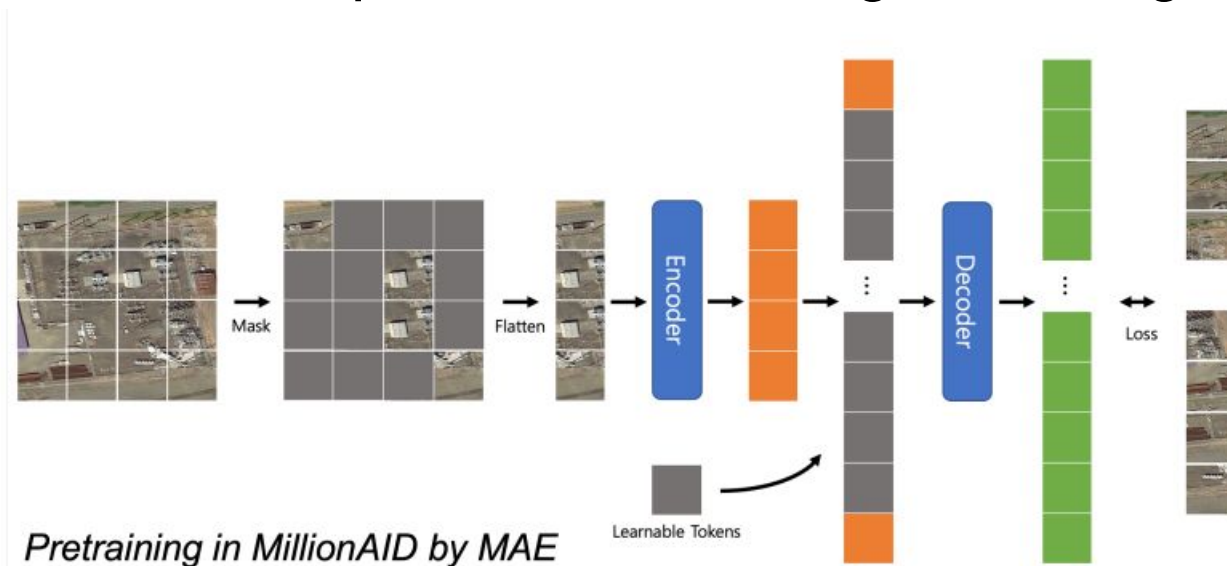 Mask
Flatten
Encoder
Decoder
Loss
Learnable Tokens
Pretraining in MillionAID by MAE